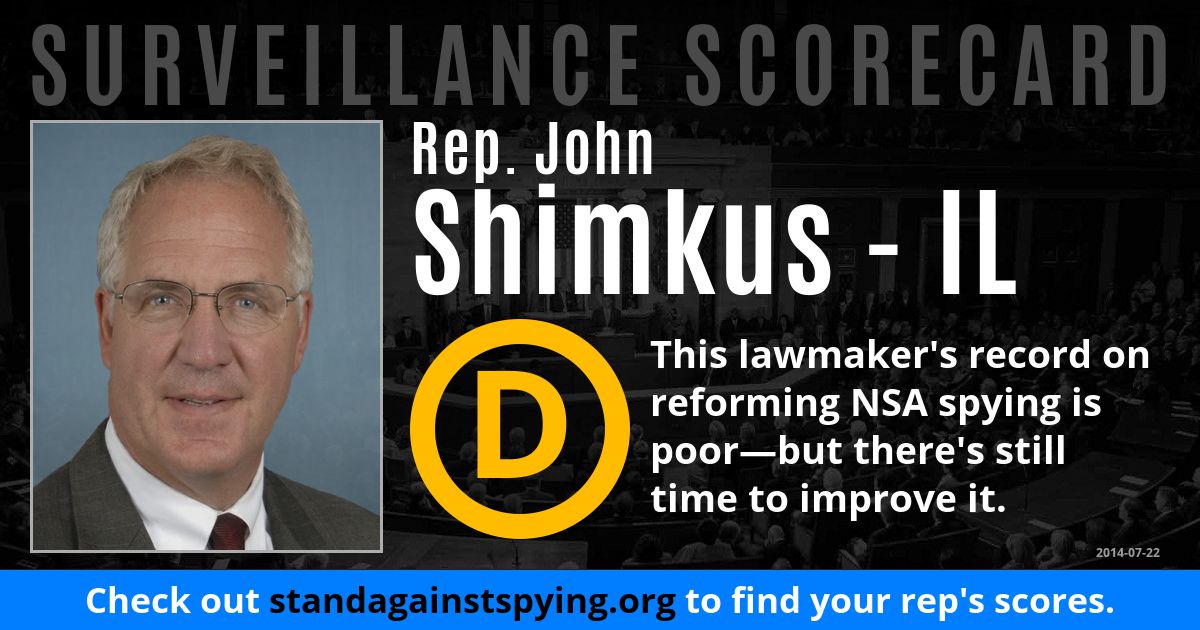 SURVEILLANCE SCORECARD
Rep. John
Shimkus - IL
D
This lawmaker's record on
reforming NSA spying is
poor—but there's still
time to improve it.
2014-07-22
Check out standagainstspying.org to find your rep's scores.